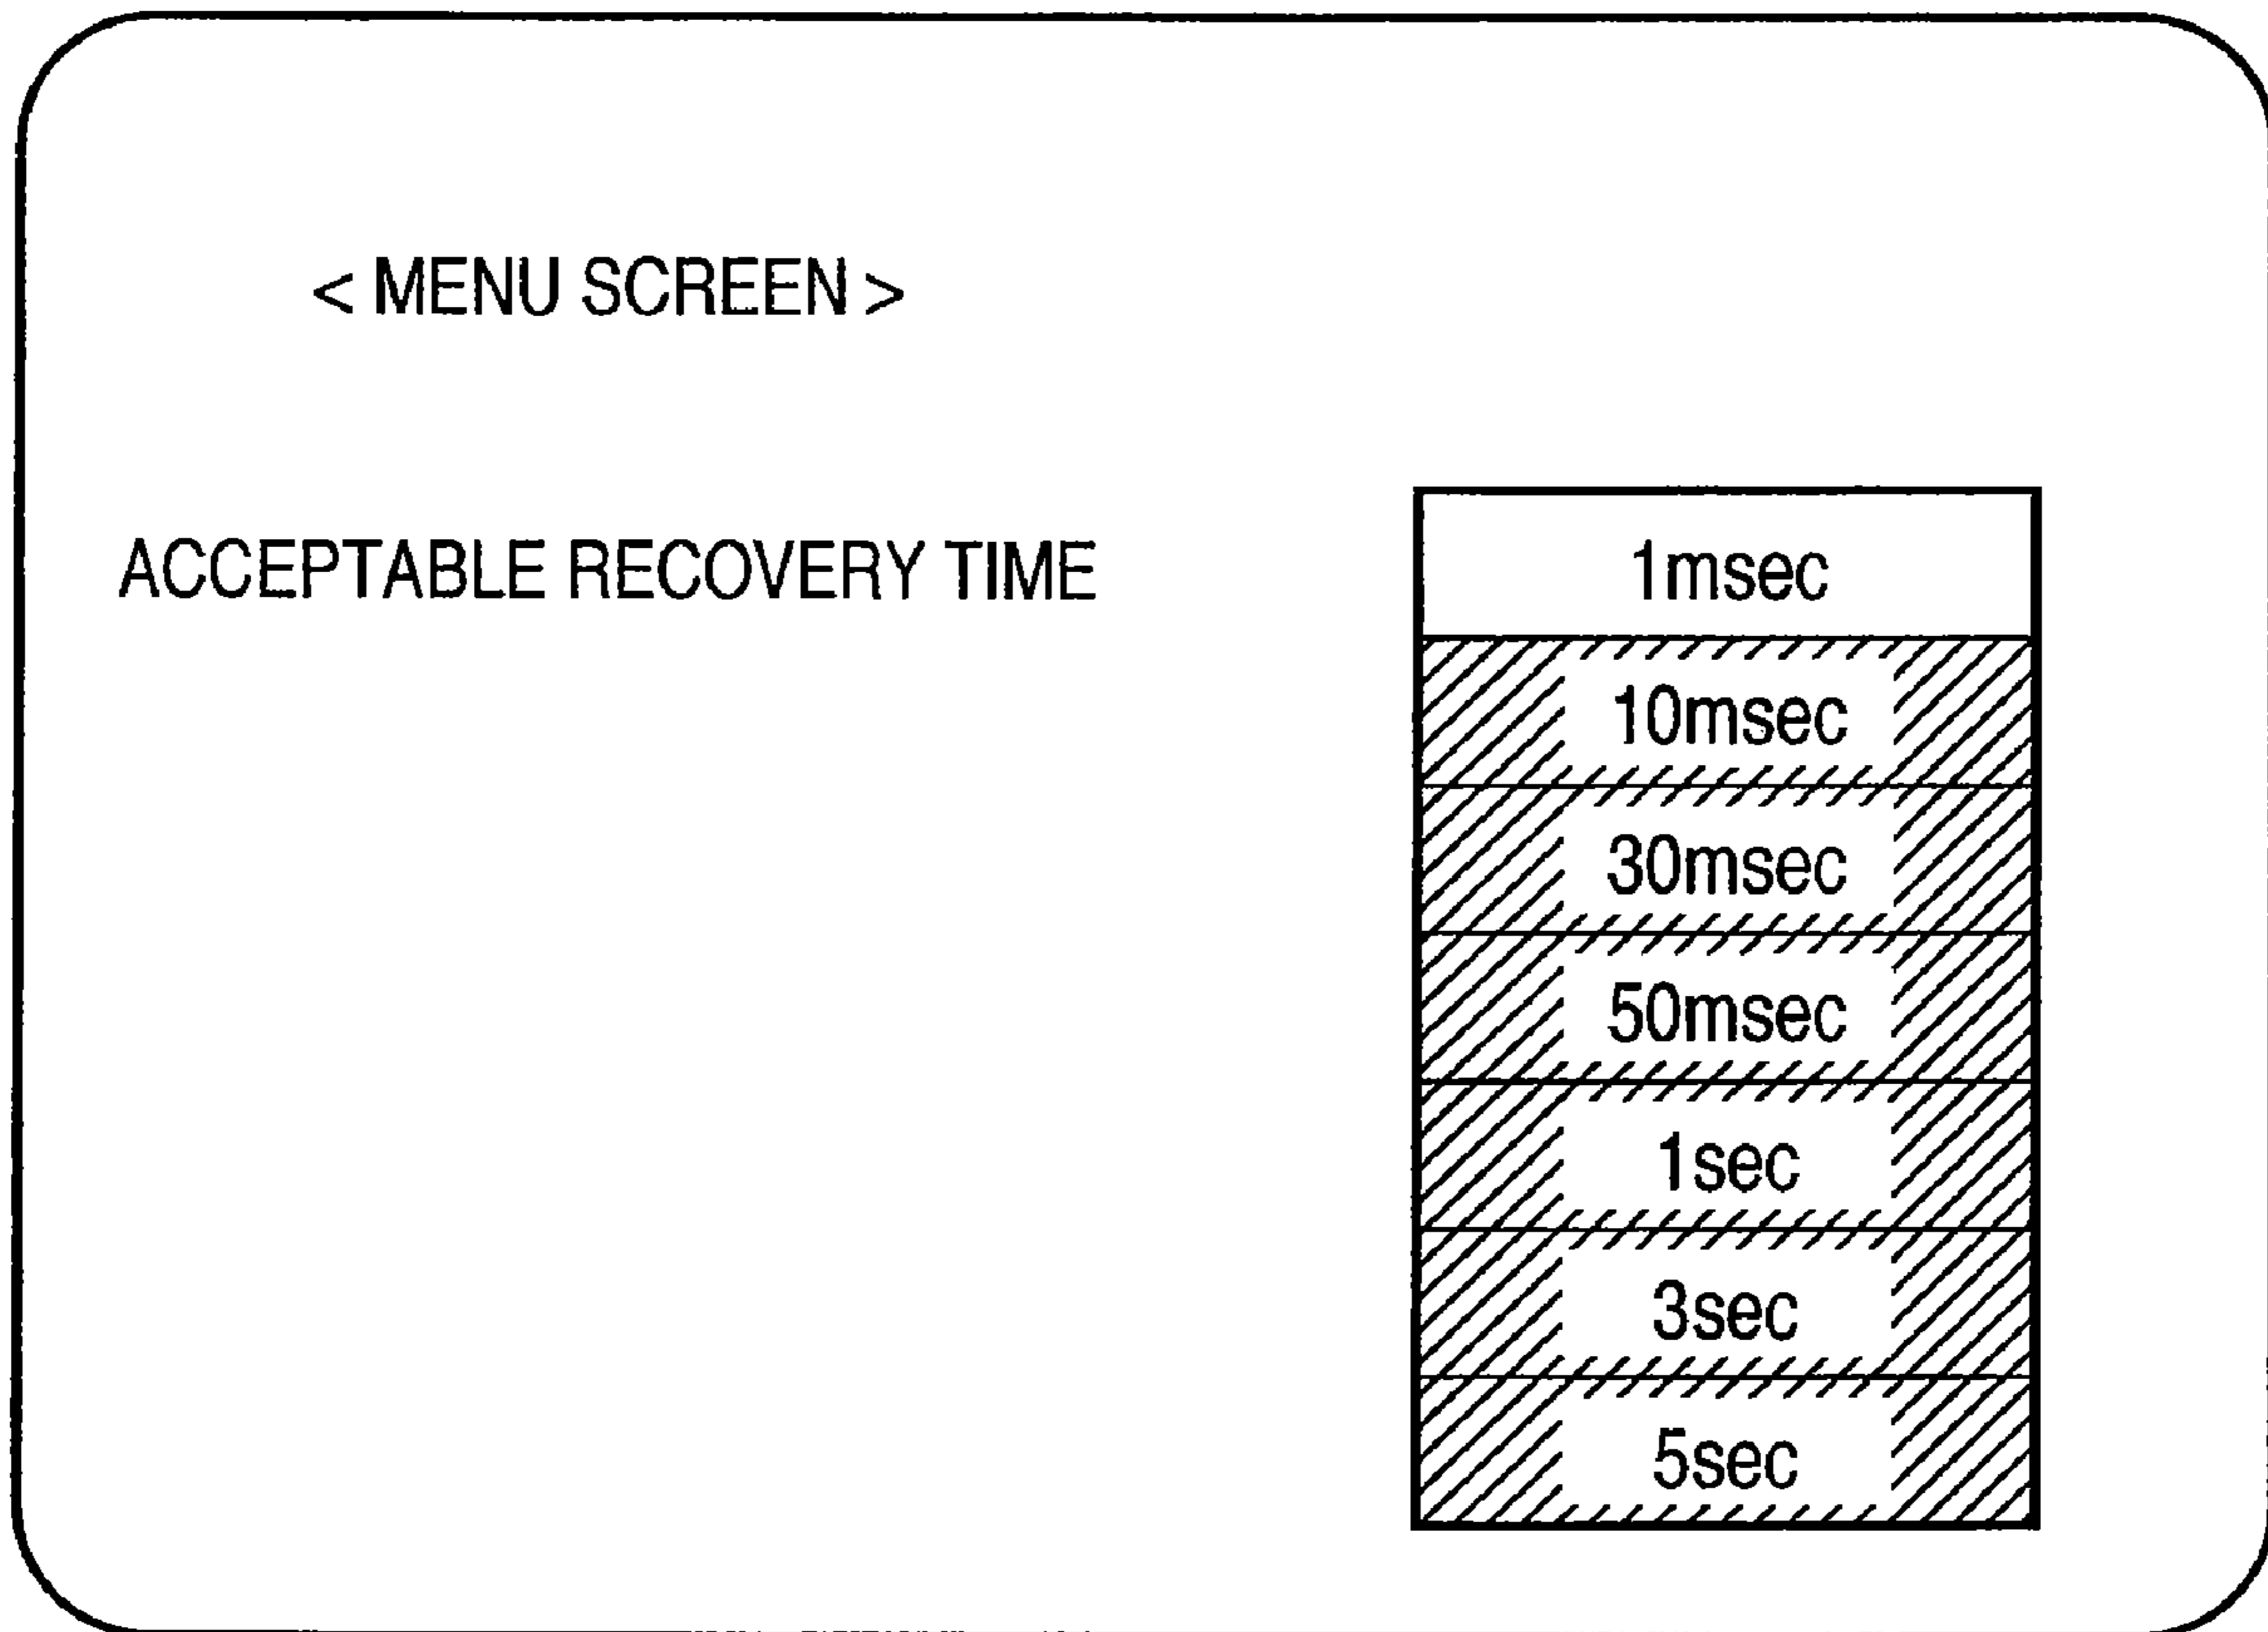 < MENU SCREEN >
ACCEPTABLE RECOVERY TIME
1msec
10msec
30msec
50msec
1sec
3sec
5sec